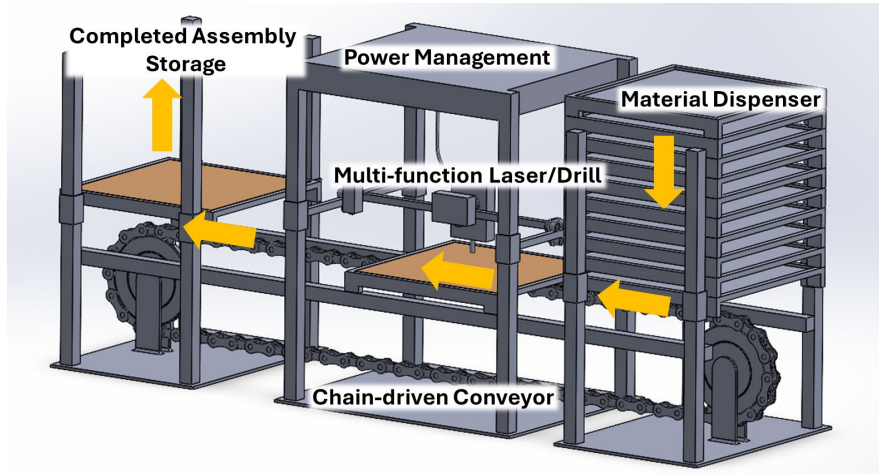 Completed Assembly
Storage
Power Management
Material Dispenser
Multi-function Laser/Drill
Chain-driven Conveyor